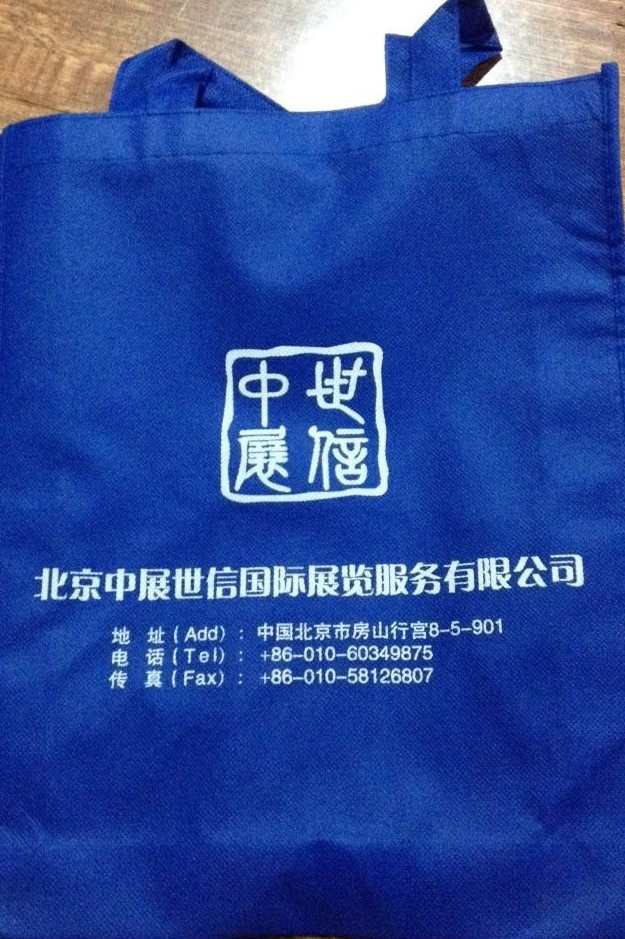 中世
展信
北京中展世信国际展览服务有限公司
地 址(Add): 中国北京市房山行宫8-5-901
电 话(Tel): +86-010-60349875
传 真(Fax): +86-010-58126807